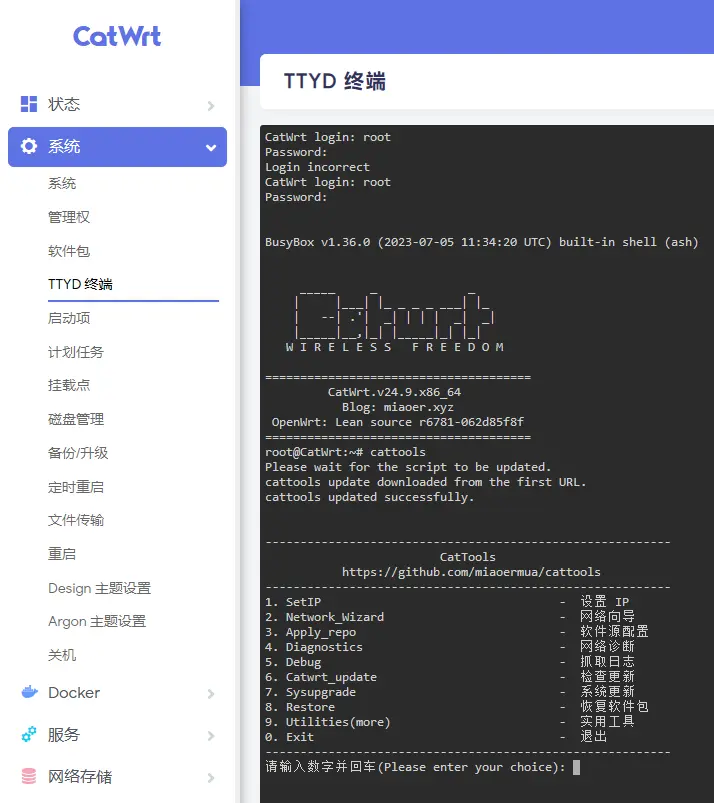 CatWrt
状态
系统
系统
管理权
软件包
TTYD 终端
启动项
计划任务
挂载点
磁盘管理
备份/升级
定时重启
文件传输
重启
Design 主题设置
Argon 主题设置
关机
Docker
服务
网络存储
TTYD 终端
CatWrt login: root
Password:
Login incorrect
CatWrt login: root
Password:
BusyBox v1.36.0 (2023-07-05 11:34:20 UTC) built-in shell (ash)
Catwrt
W I R E L E S S   F R E E D O M
======================================
CatWrt.v24.9.x86_64
Blog: miaoer.xyz
OpenWrt: Lean source r6781-062d85f8f
======================================
root@CatWrt:~# cattools
Please wait for the script to be updated.
cattools update downloaded from the first URL.
cattools updated successfully.
----------------------------------------------------------
CatTools
https://github.com/miaoermua/cattools
----------------------------------------------------------
1. SetIP - 设置 IP
2. Network_Wizard - 网络向导
3. Apply_repo - 软件源配置
4. Diagnostics - 网络诊断
5. Debug - 抓取日志
6. Catwrt_update - 检查更新
7. Sysupgrade - 系统更新
8. Restore - 恢复软件包
9. Utilities(more) - 实用工具
0. Exit - 退出
----------------------------------------------------------
请输入数字并回车(Please enter your choice):